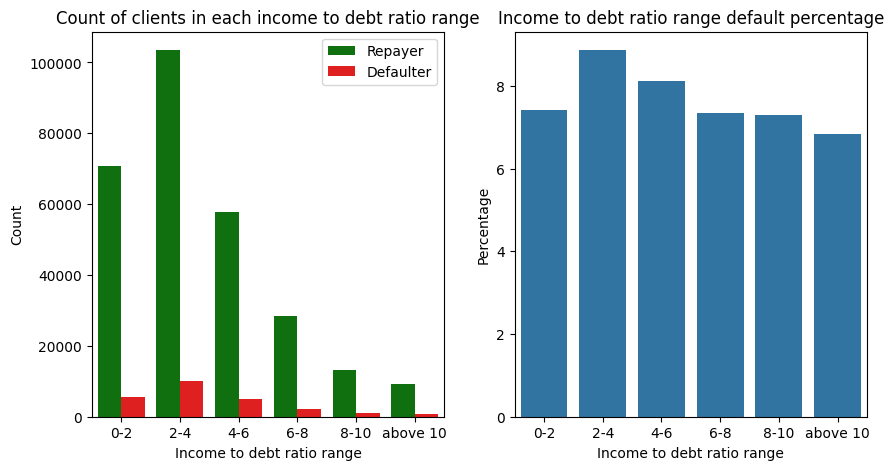 Count of clients in each income to debt ratio range
Repayer
Defaulter
100000
80000
60000
40000
20000
0
Count
0-2 2-4 4-6 6-8 8-10 above 10
Income to debt ratio range
Income to debt ratio range default percentage
8
6
4
2
0
Percentage
0-2 2-4 4-6 6-8 8-10 above 10
Income to debt ratio range